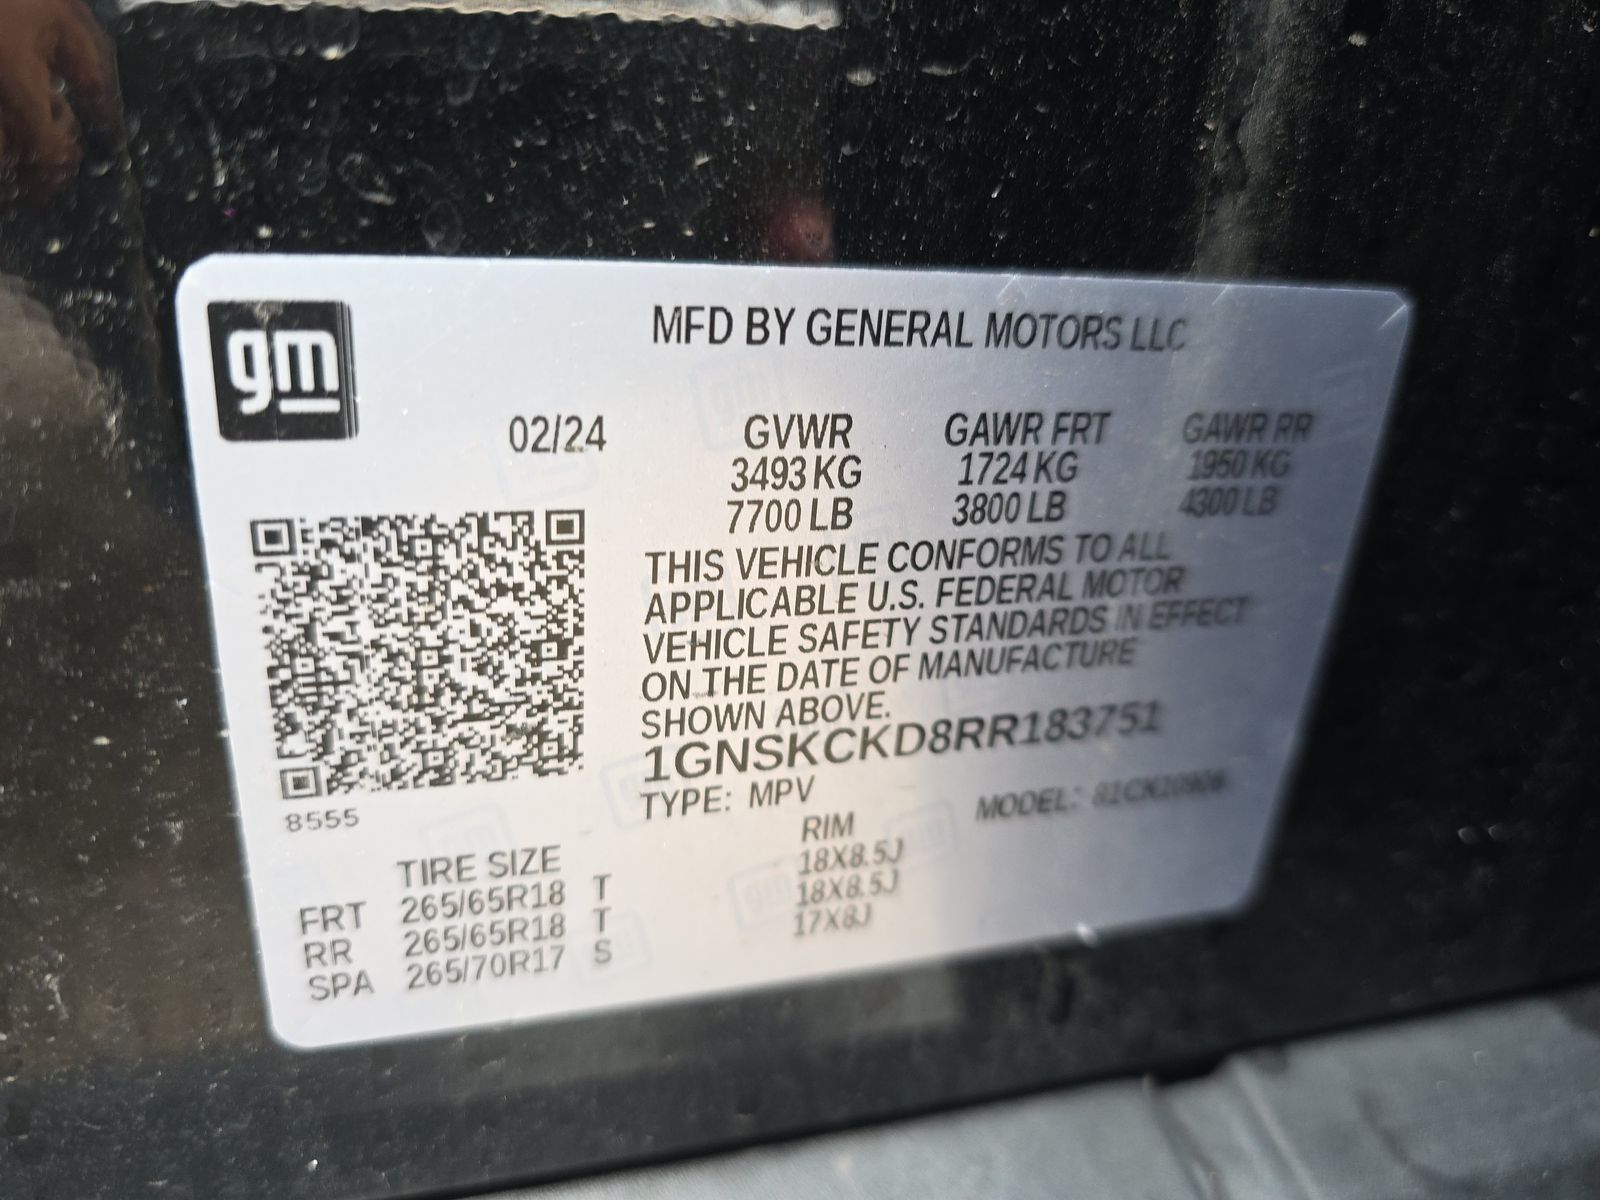 gm
MFD BY GENERAL MOTORS LLC
02/24 GVWR GAWR FRT GAWR RR
3493 KG 1724 KG 1950 KG
7700 LB 3800 LB 4300 LB
THIS VEHICLE CONFORMS TO ALL
APPLICABLE U.S. FEDERAL MOTOR
VEHICLE SAFETY STANDARDS IN EFFECT
ON THE DATE OF MANUFACTURE
SHOWN ABOVE.
1GNSKCKD8RR183751
TYPE: MPV MODEL:
8555
TIRE SIZE RIM
FRT 265/65R18 T 18X8.5J
RR 265/65R18 T 18X8.5J
SPA 265/70R17 S 17X8J